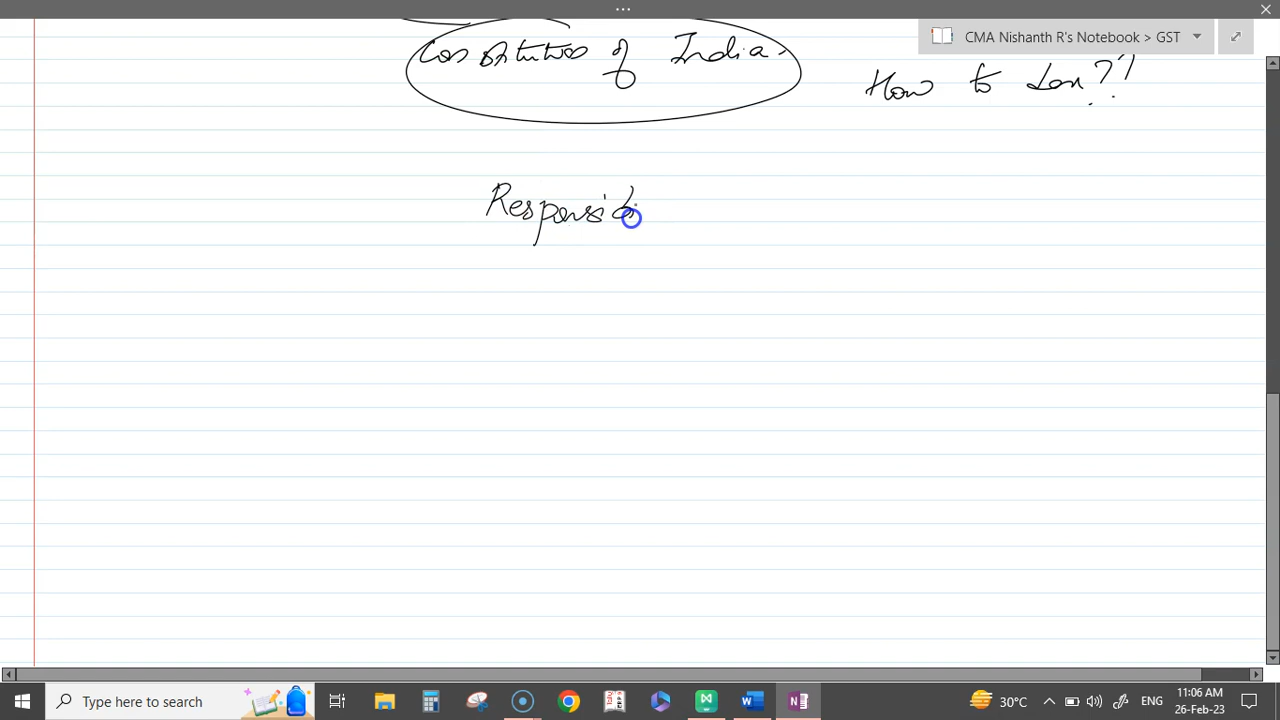 CMA Nishanth R's Notebook > GST
Constitution of India.
How to
Responsib
Type here to search
30°C
ENG
11:06 AM
26-Feb-23